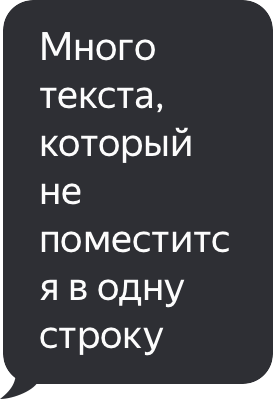 Много
текста,
который
не
поместитс
я в одну
строку